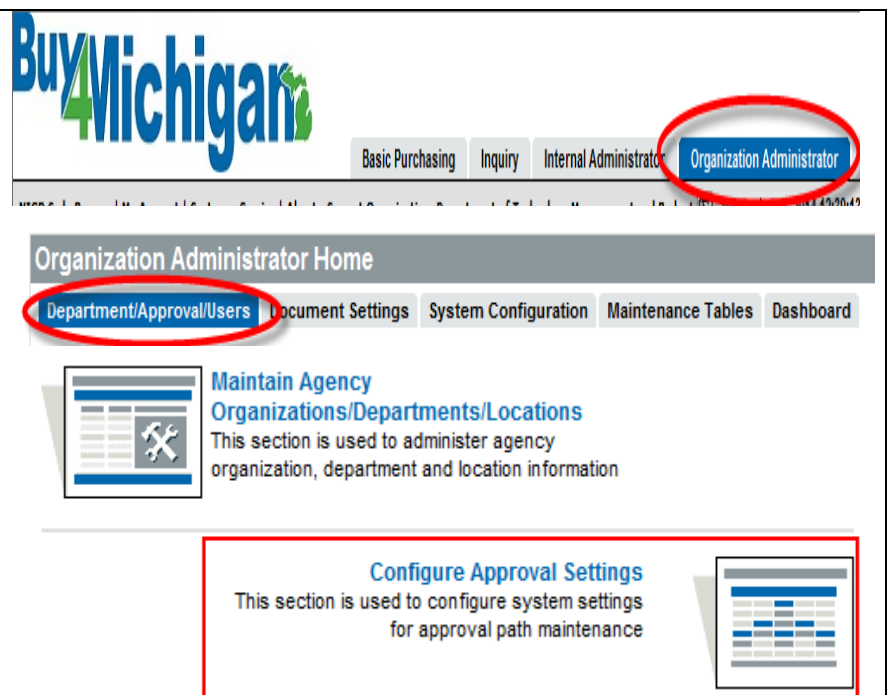 Buy4Michigan
Basic Purchasing Inquiry Internal Administrator Organization Administrator
Organization Administrator Home
Department/Approval/Users Document Settings System Configuration Maintenance Tables Dashboard
Maintain Agency
Organizations/Departments/Locations
This section is used to administer agency
organization, department and location information
Configure Approval Settings
This section is used to configure system settings
for approval path maintenance